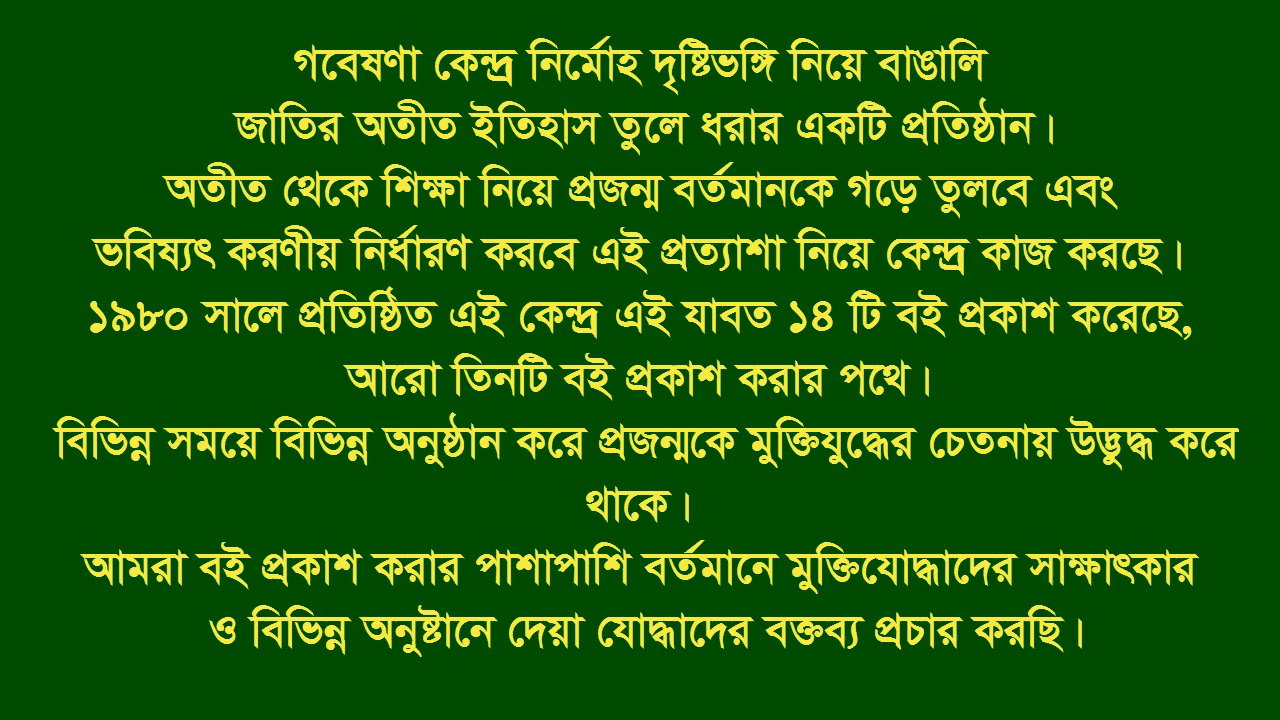 গবেষণা কেন্দ্র নির্মোহ দৃষ্টিভঙ্গি নিয়ে বাঙালি
জাতির অতীত ইতিহাস তুলে ধরার একটি প্রতিষ্ঠান।
অতীত থেকে শিক্ষা নিয়ে প্রজন্ম বর্তমানকে গড়ে তুলবে এবং
ভবিষ্যৎ করণীয় নির্ধারণ করবে এই প্রত্যাশা নিয়ে কেন্দ্র কাজ করছে।
১৯৮০ সালে প্রতিষ্ঠিত এই কেন্দ্র এই যাবত ১৪ টি বই প্রকাশ করেছে,
আরো তিনটি বই প্রকাশ করার পথে।
বিভিন্ন সময়ে বিভিন্ন অনুষ্ঠান করে প্রজন্মকে মুক্তিযুদ্ধের চেতনায় উদ্ভুদ্ধ করে
থাকে।
আমরা বই প্রকাশ করার পাশাপাশি বর্তমানে মুক্তিযোদ্ধাদের সাক্ষাৎকার
ও বিভিন্ন অনুষ্টানে দেয়া যোদ্ধাদের বক্তব্য প্রচার করছি।